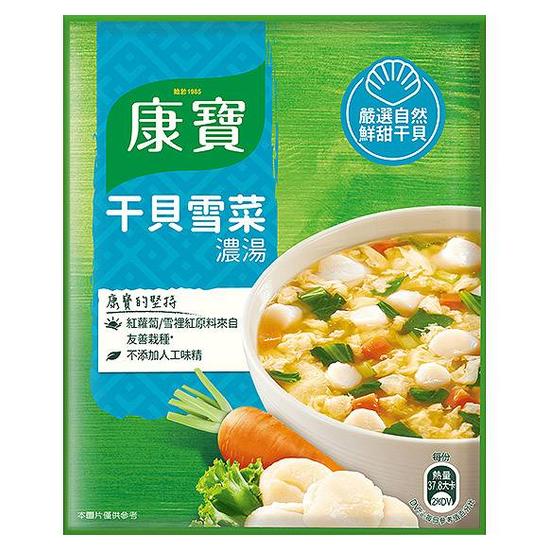 始於1985
康寶
嚴選自然
鮮甜干貝
干貝雪菜
濃湯
康寶的堅持
紅蘿蔔/雪裡紅原料來自
友善栽種*
不添加人工味精
每份
熱量
37.8大卡
2%DV
本圖片僅供參考